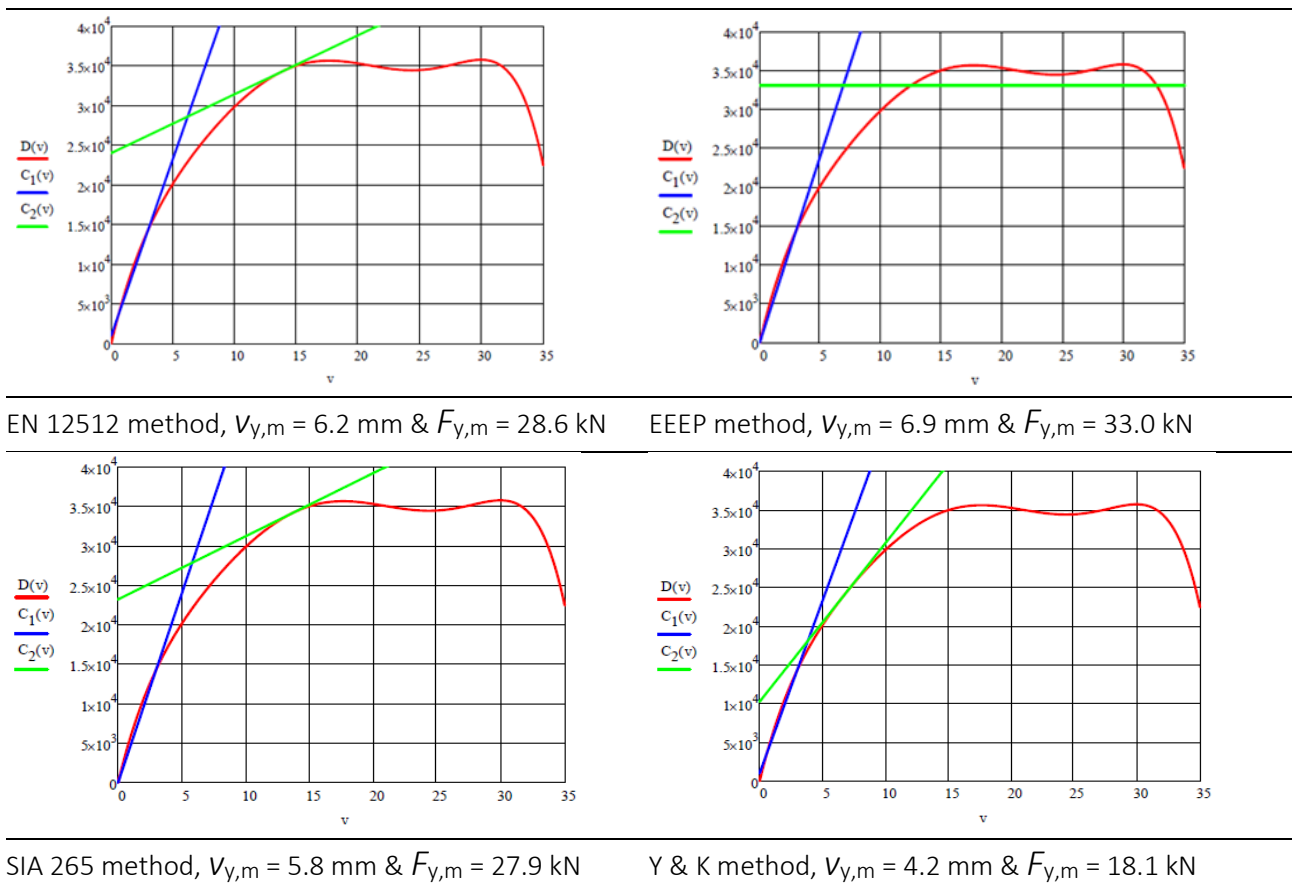 4×10⁴
3.5×10⁴
3×10⁴
2.5×10⁴
2×10⁴
1.5×10⁴
1×10⁴
5×10³
0
D(v)
C₁(v)
C₂(v)
0 5 10 15 20 25 30 35
v
4×10⁴
3.5×10⁴
3×10⁴
2.5×10⁴
2×10⁴
1.5×10⁴
1×10⁴
5×10³
0
D(v)
C₁(v)
C₂(v)
0 5 10 15 20 25 30 35
v
EN 12512 method, Vy,m = 6.2 mm & Fy,m = 28.6 kN
EEEP method, Vy,m = 6.9 mm & Fy,m = 33.0 kN
4×10⁴
3.5×10⁴
3×10⁴
2.5×10⁴
2×10⁴
1.5×10⁴
1×10⁴
5×10³
0
D(v)
C₁(v)
C₂(v)
0 5 10 15 20 25 30 35
v
4×10⁴
3.5×10⁴
3×10⁴
2.5×10⁴
2×10⁴
1.5×10⁴
1×10⁴
5×10³
0
D(v)
C₁(v)
C₂(v)
0 5 10 15 20 25 30 35
v
SIA 265 method, Vy,m = 5.8 mm & Fy,m = 27.9 kN
Y & K method, Vy,m = 4.2 mm & Fy,m = 18.1 kN